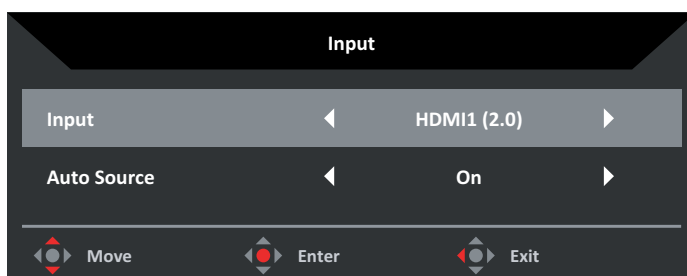 Input
Input HDMI1 (2.0)
Auto Source On
Move Enter Exit